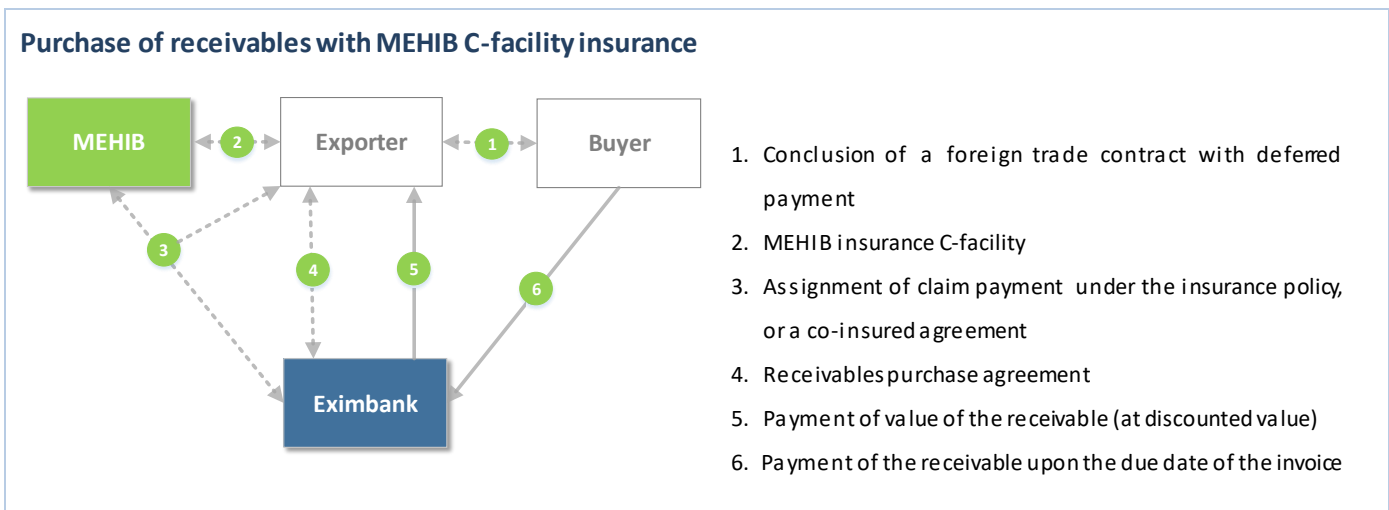 Purchase of receivables with MEHIB C-facility insurance
MEHIB
2
Exporter
1
Buyer
3
4
5
6
Eximbank
1. Conclusion of a foreign trade contract with deferred
payment
2. MEHIB insurance C-facility
3. Assignment of claim payment under the insurance policy,
or a co-insured agreement
4. Receivables purchase agreement
5. Payment of value of the receivable (at discounted value)
6. Payment of the receivable upon the due date of the invoice